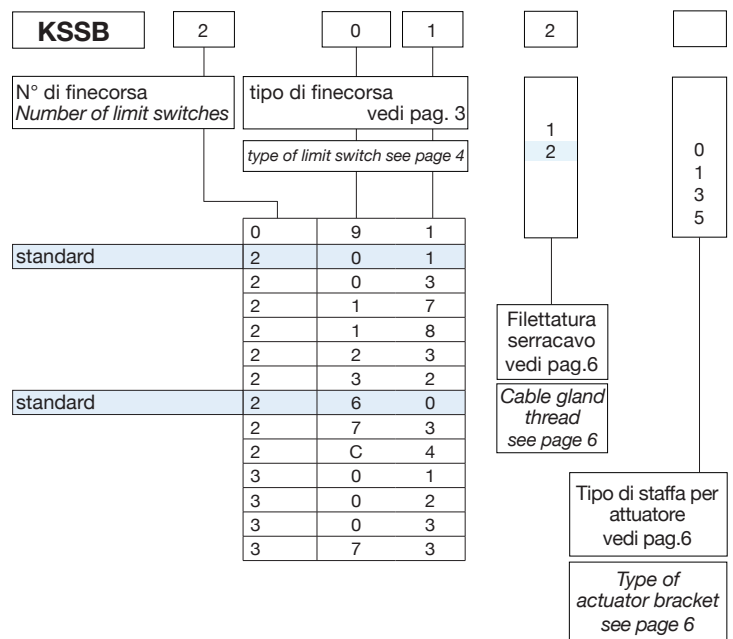 KSSB 2 0 1 2
N° di finecorsa
Number of limit switches
tipo di finecorsa
vedi pag. 3
type of limit switch see page 4
1
2
0
1
3
5
0 9 1
standard 2 0 1
2 0 3
2 1 7
2 1 8
2 2 3
2 3 2
standard 2 6 0
2 7 3
2 C 4
3 0 1
3 0 2
3 0 3
3 7 3
Filettatura
serracavo
vedi pag.6
Cable gland
thread
see page 6
Tipo di staffa per
attuatore
vedi pag.6
Type of
actuator bracket
see page 6